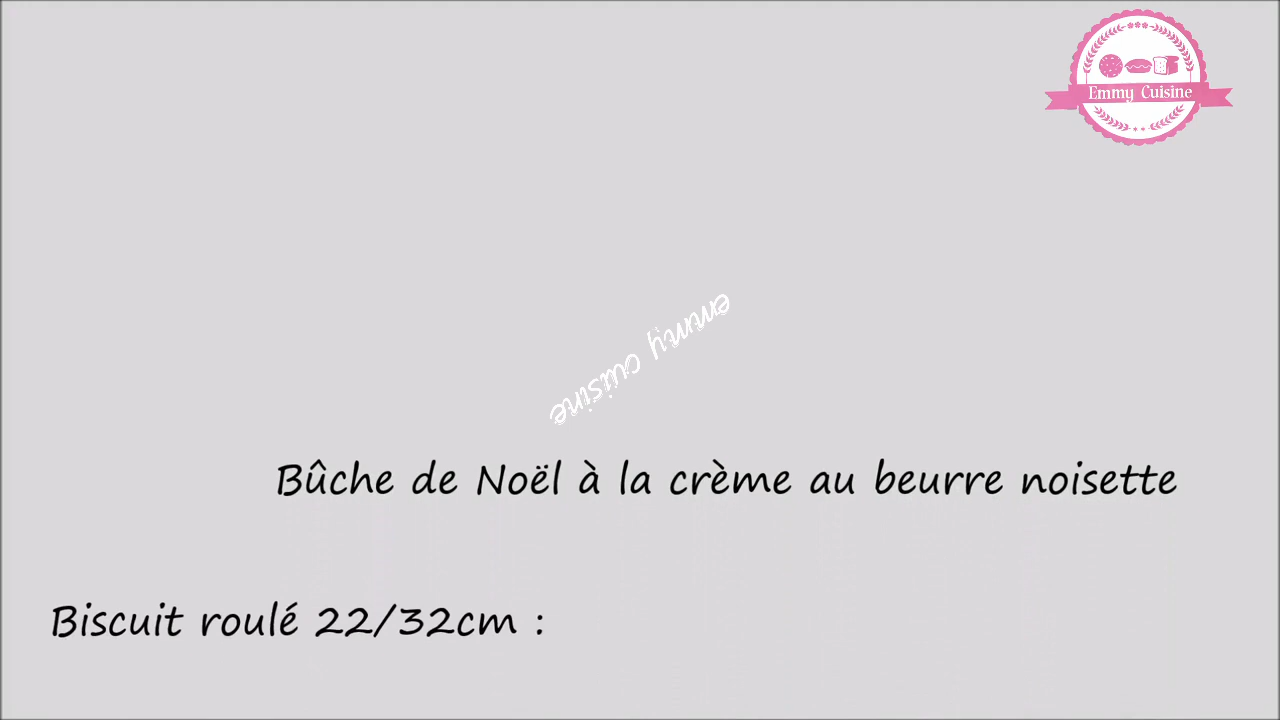 Emmy Cuisine
emmy cuisine
Bûche de Noël à la crème au beurre noisette
Biscuit roulé 22/32cm :